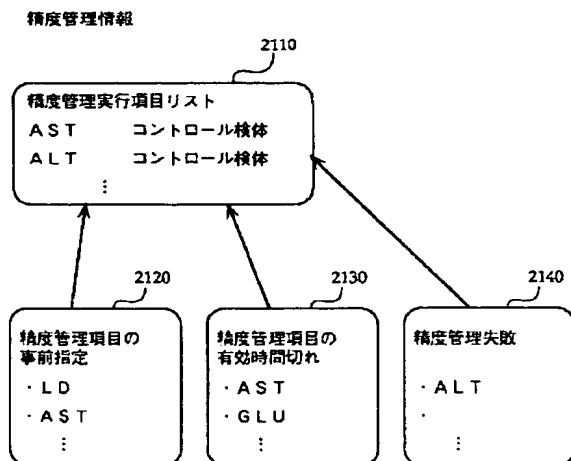 精度管理情報
2110
精度管理実行項目リスト
AST コントロール検体
ALT コントロール検体
⋮
2120
精度管理項目の
事前指定
・LD
・AST
⋮
2130
精度管理項目の
有効時間切れ
・AST
・GLU
⋮
2140
精度管理失敗
・ALT
・
⋮